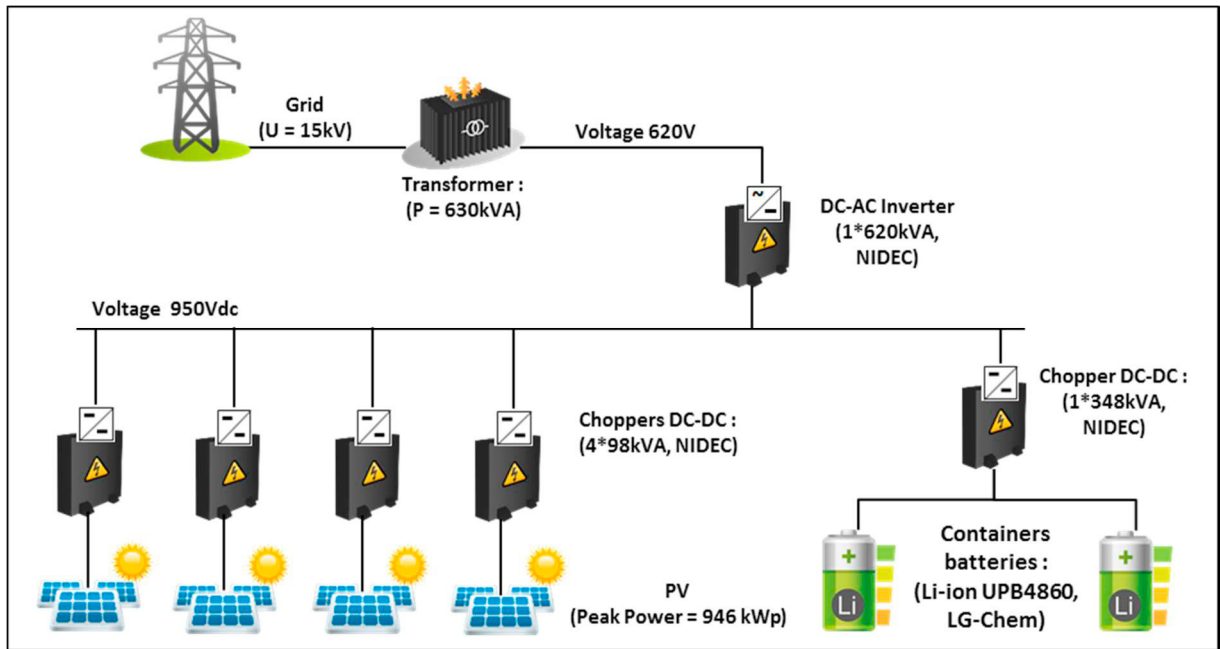 Grid
(U = 15kV)
Voltage 620V
Transformer :
(P = 630kVA)
DC-AC Inverter
(1*620kVA,
NIDEC)
Voltage 950Vdc
Choppers DC-DC :
(4*98kVA, NIDEC)
Chopper DC-DC :
(1*348kVA,
NIDEC)
PV
(Peak Power = 946 kWp)
Containers
batteries :
(Li-ion UPB4860,
LG-Chem)
Li
Li